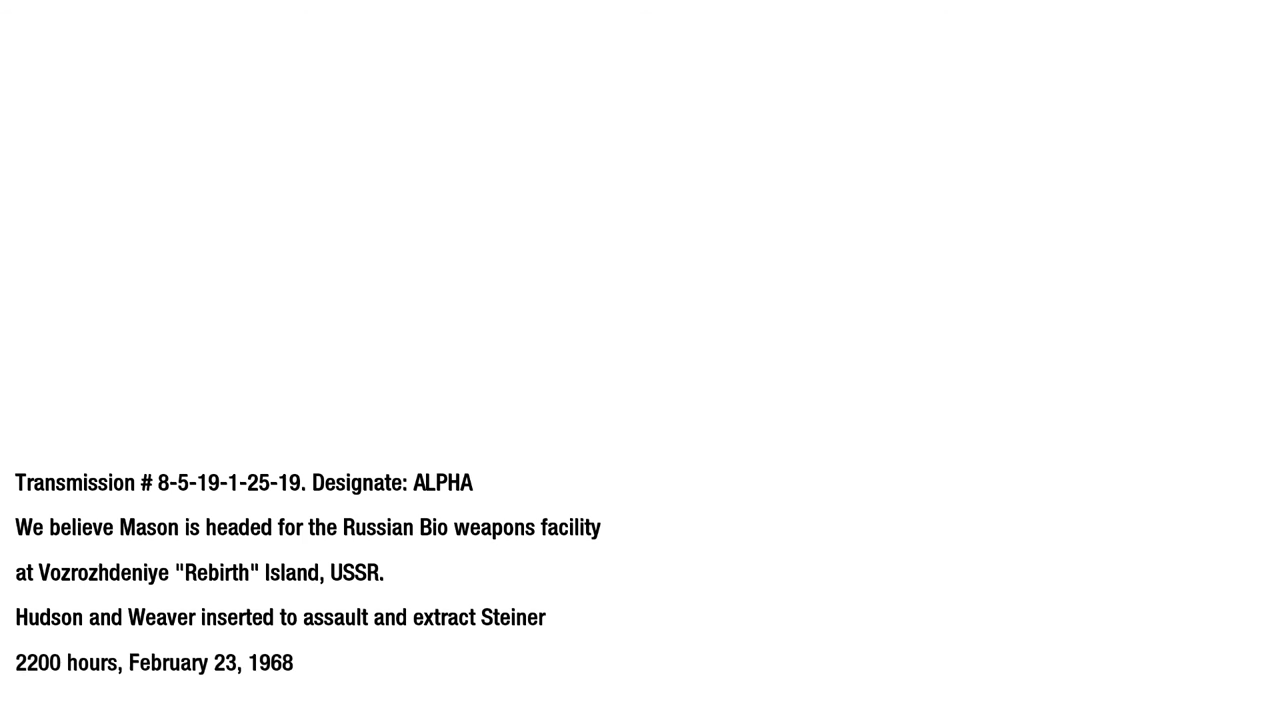 Transmission # 8-5-19-1-25-19. Designate: ALPHA
We believe Mason is headed for the Russian Bio weapons facility
at Vozrozhdeniye "Rebirth" Island, USSR.
Hudson and Weaver inserted to assault and extract Steiner
2200 hours, February 23, 1968